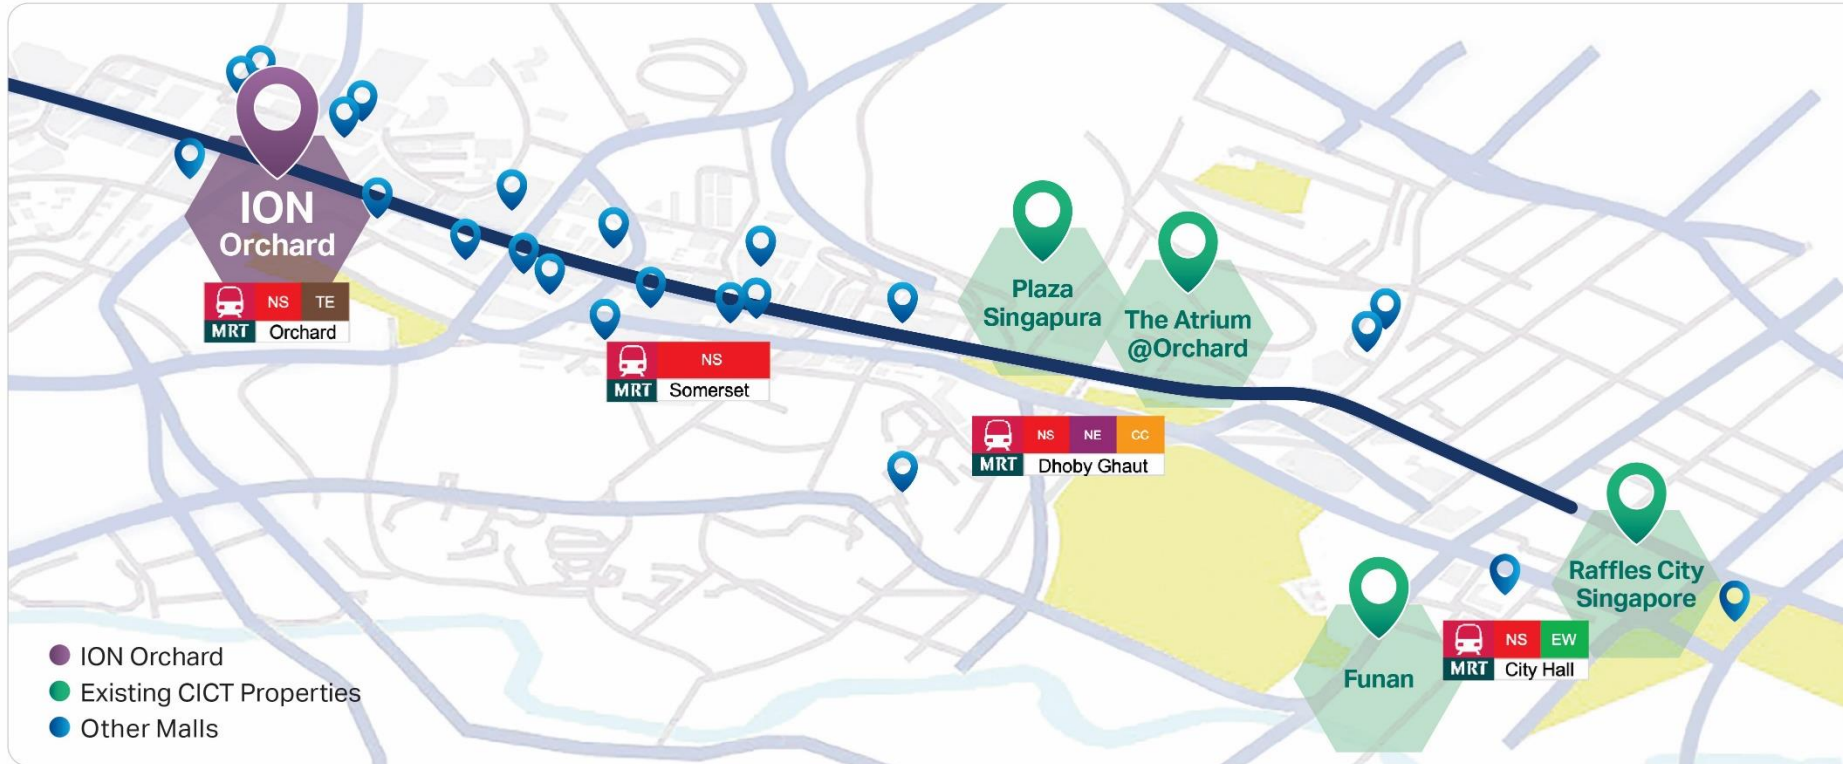 ION
Orchard
NS TE
MRT Orchard
NS
MRT Somerset
Plaza
Singapura
The Atrium
@Orchard
NS NE CC
MRT Dhoby Ghaut
Raffles City
Singapore
Funan
NS EW
MRT City Hall
ION Orchard
Existing CICT Properties
Other Malls